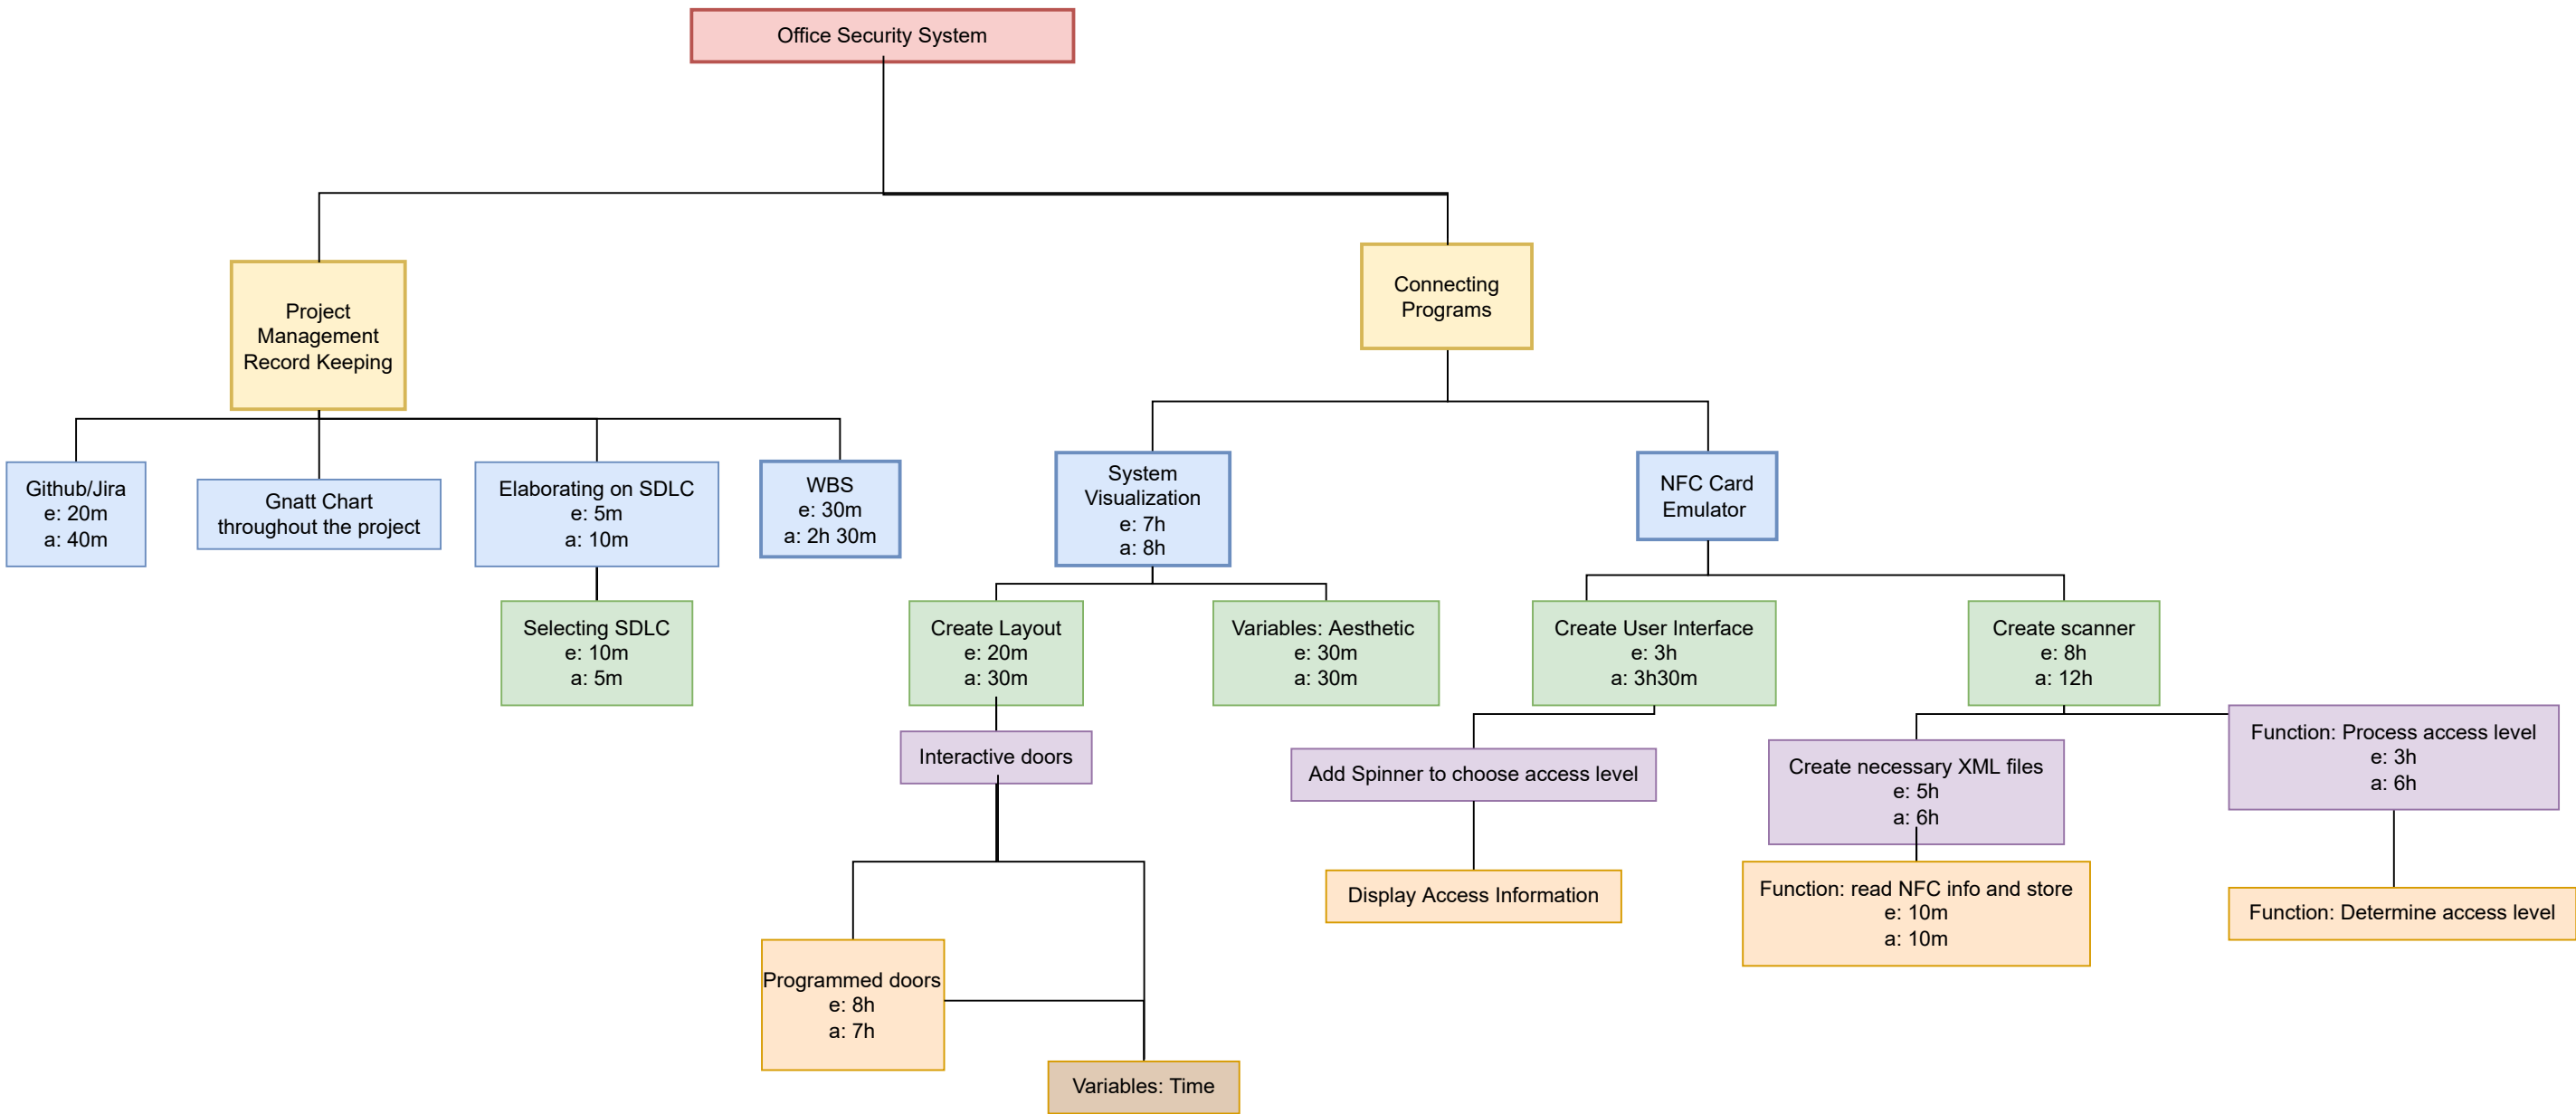 Office Security System
Project
Management
Record Keeping
Connecting
Programs
Github/Jira
e: 20m
a: 40m
Gnatt Chart
throughout the project
Elaborating on SDLC
e: 5m
a: 10m
WBS
e: 30m
a: 2h 30m
System
Visualization
e: 7h
a: 8h
NFC Card
Emulator
Selecting SDLC
e: 10m
a: 5m
Create Layout
e: 20m
a: 30m
Variables: Aesthetic
e: 30m
a: 30m
Create User Interface
e: 3h
a: 3h30m
Create scanner
e: 8h
a: 12h
Interactive doors
Add Spinner to choose access level
Create necessary XML files
e: 5h
a: 6h
Function: Process access level
e: 3h
a: 6h
Display Access Information
Function: read NFC info and store
e: 10m
a: 10m
Function: Determine access level
Programmed doors
e: 8h
a: 7h
Variables: Time